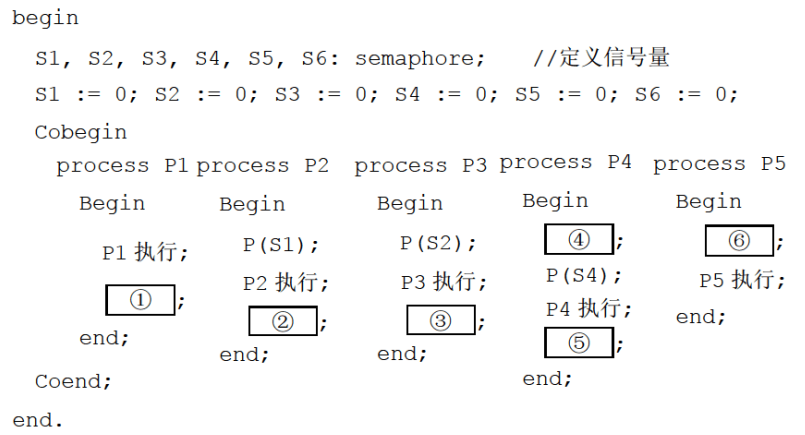 begin
S1, S2, S3, S4, S5, S6: semaphore; //定义信号量
S1 := 0; S2 := 0; S3 := 0; S4 := 0; S5 := 0; S6 := 0;
Cobegin
process P1 process P2 process P3 process P4 process P5
Begin Begin Begin Begin Begin
P1 执行; P(S1); P(S2); ④; ⑥;
①; P2 执行; P3 执行; P(S4); P5 执行;
②; ③; P4 执行; end;
end; end; end; ⑤;
Coend; end;
end.